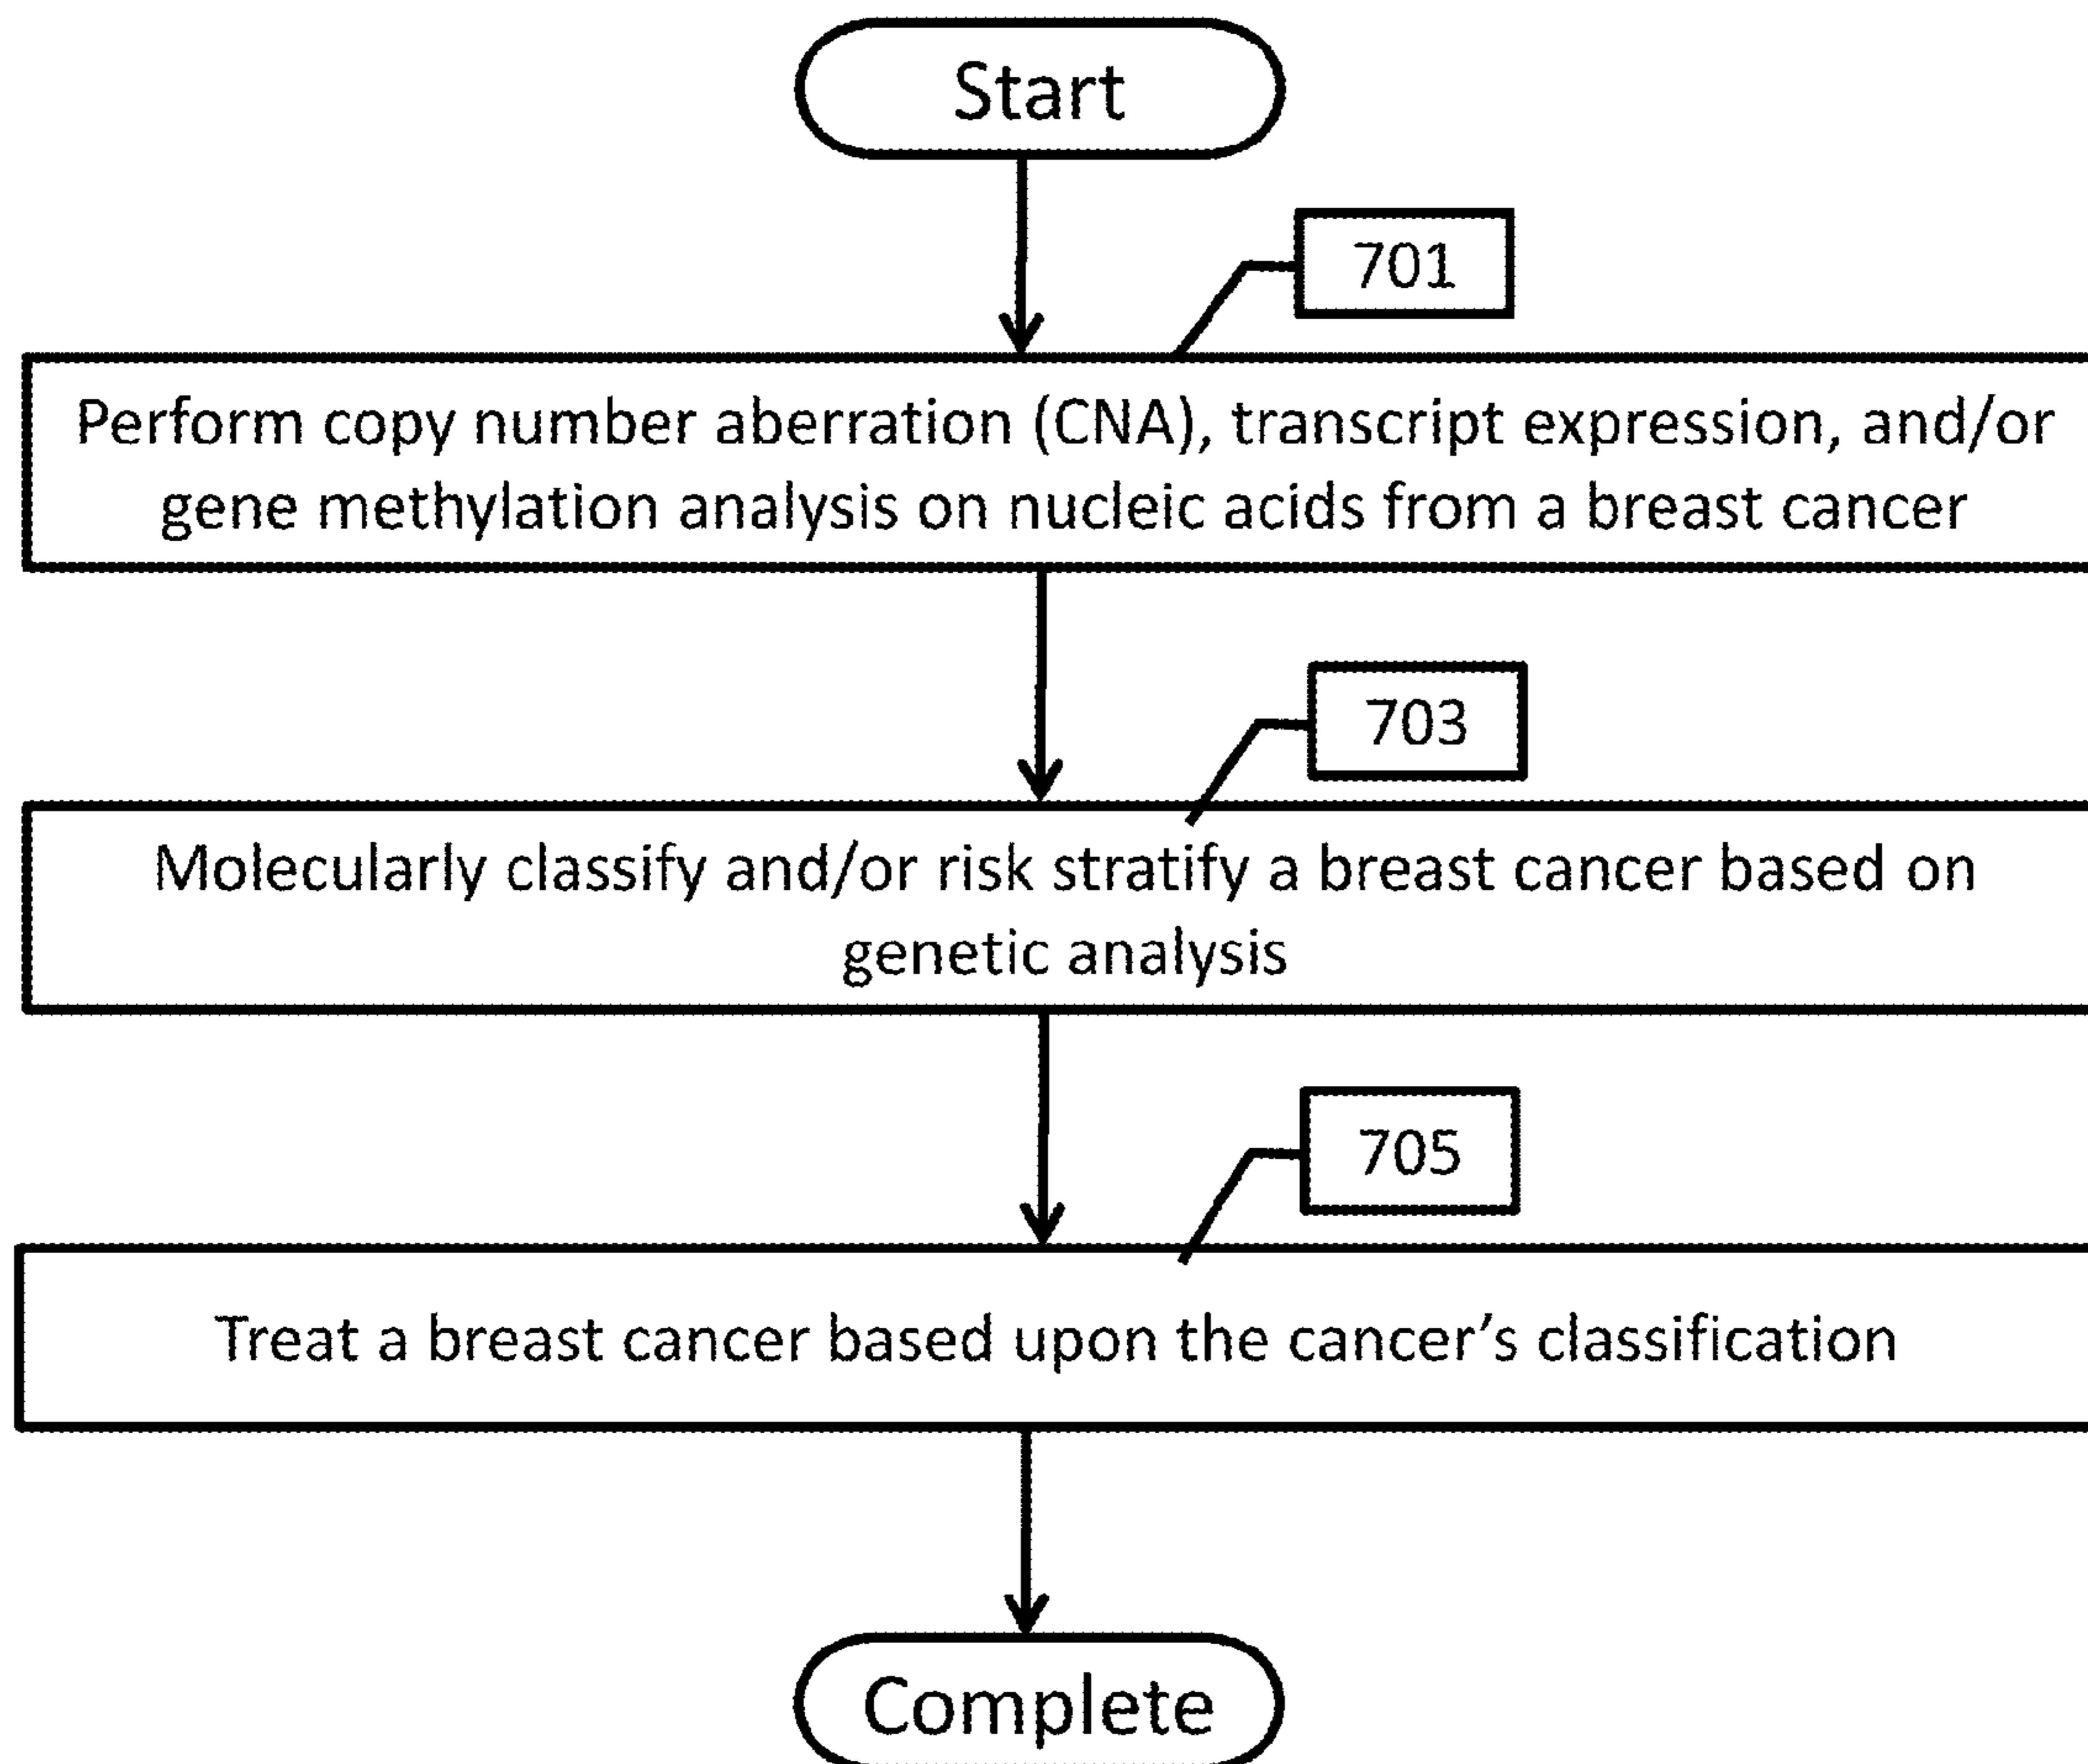 Start
701
Perform copy number aberration (CNA), transcript expression, and/or
gene methylation analysis on nucleic acids from a breast cancer
703
Molecularly classify and/or risk stratify a breast cancer based on
genetic analysis
705
Treat a breast cancer based upon the cancer’s classification
Complete